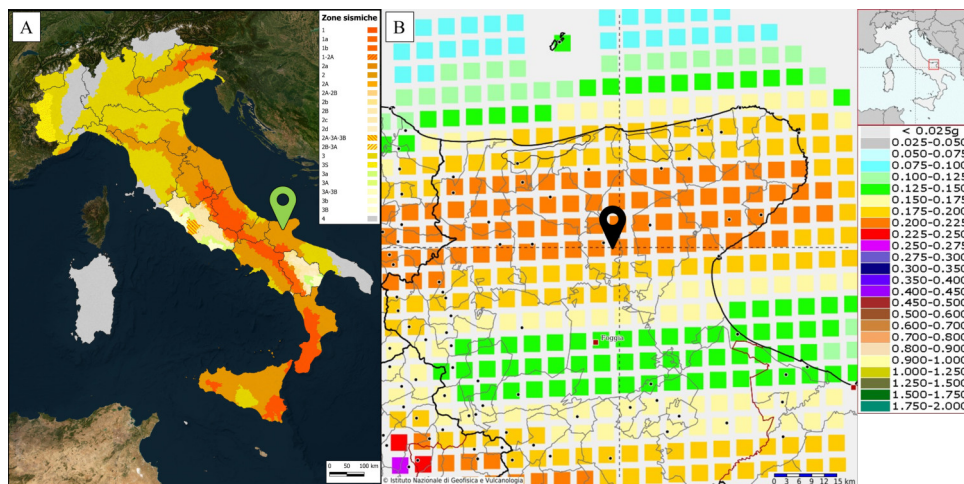 A
Zone sismiche
1
1a
1b
1-2A
2a
2
2A
2A-2B
2b
2B
2c
2d
2A-3A-3B
2B-3A
3
3S
3a
3A
3A-3B
3b
3B
4
0 50 100 km
B
Foggia
© Istituto Nazionale di Geofisica e Vulcanologia
0 3 6 9 12 15 km
< 0.025g
0.025-0.050
0.050-0.075
0.075-0.100
0.100-0.125
0.125-0.150
0.150-0.175
0.175-0.200
0.200-0.225
0.225-0.250
0.250-0.275
0.275-0.300
0.300-0.350
0.350-0.400
0.400-0.450
0.450-0.500
0.500-0.600
0.600-0.700
0.700-0.800
0.800-0.900
0.900-1.000
1.000-1.250
1.250-1.500
1.500-1.750
1.750-2.000